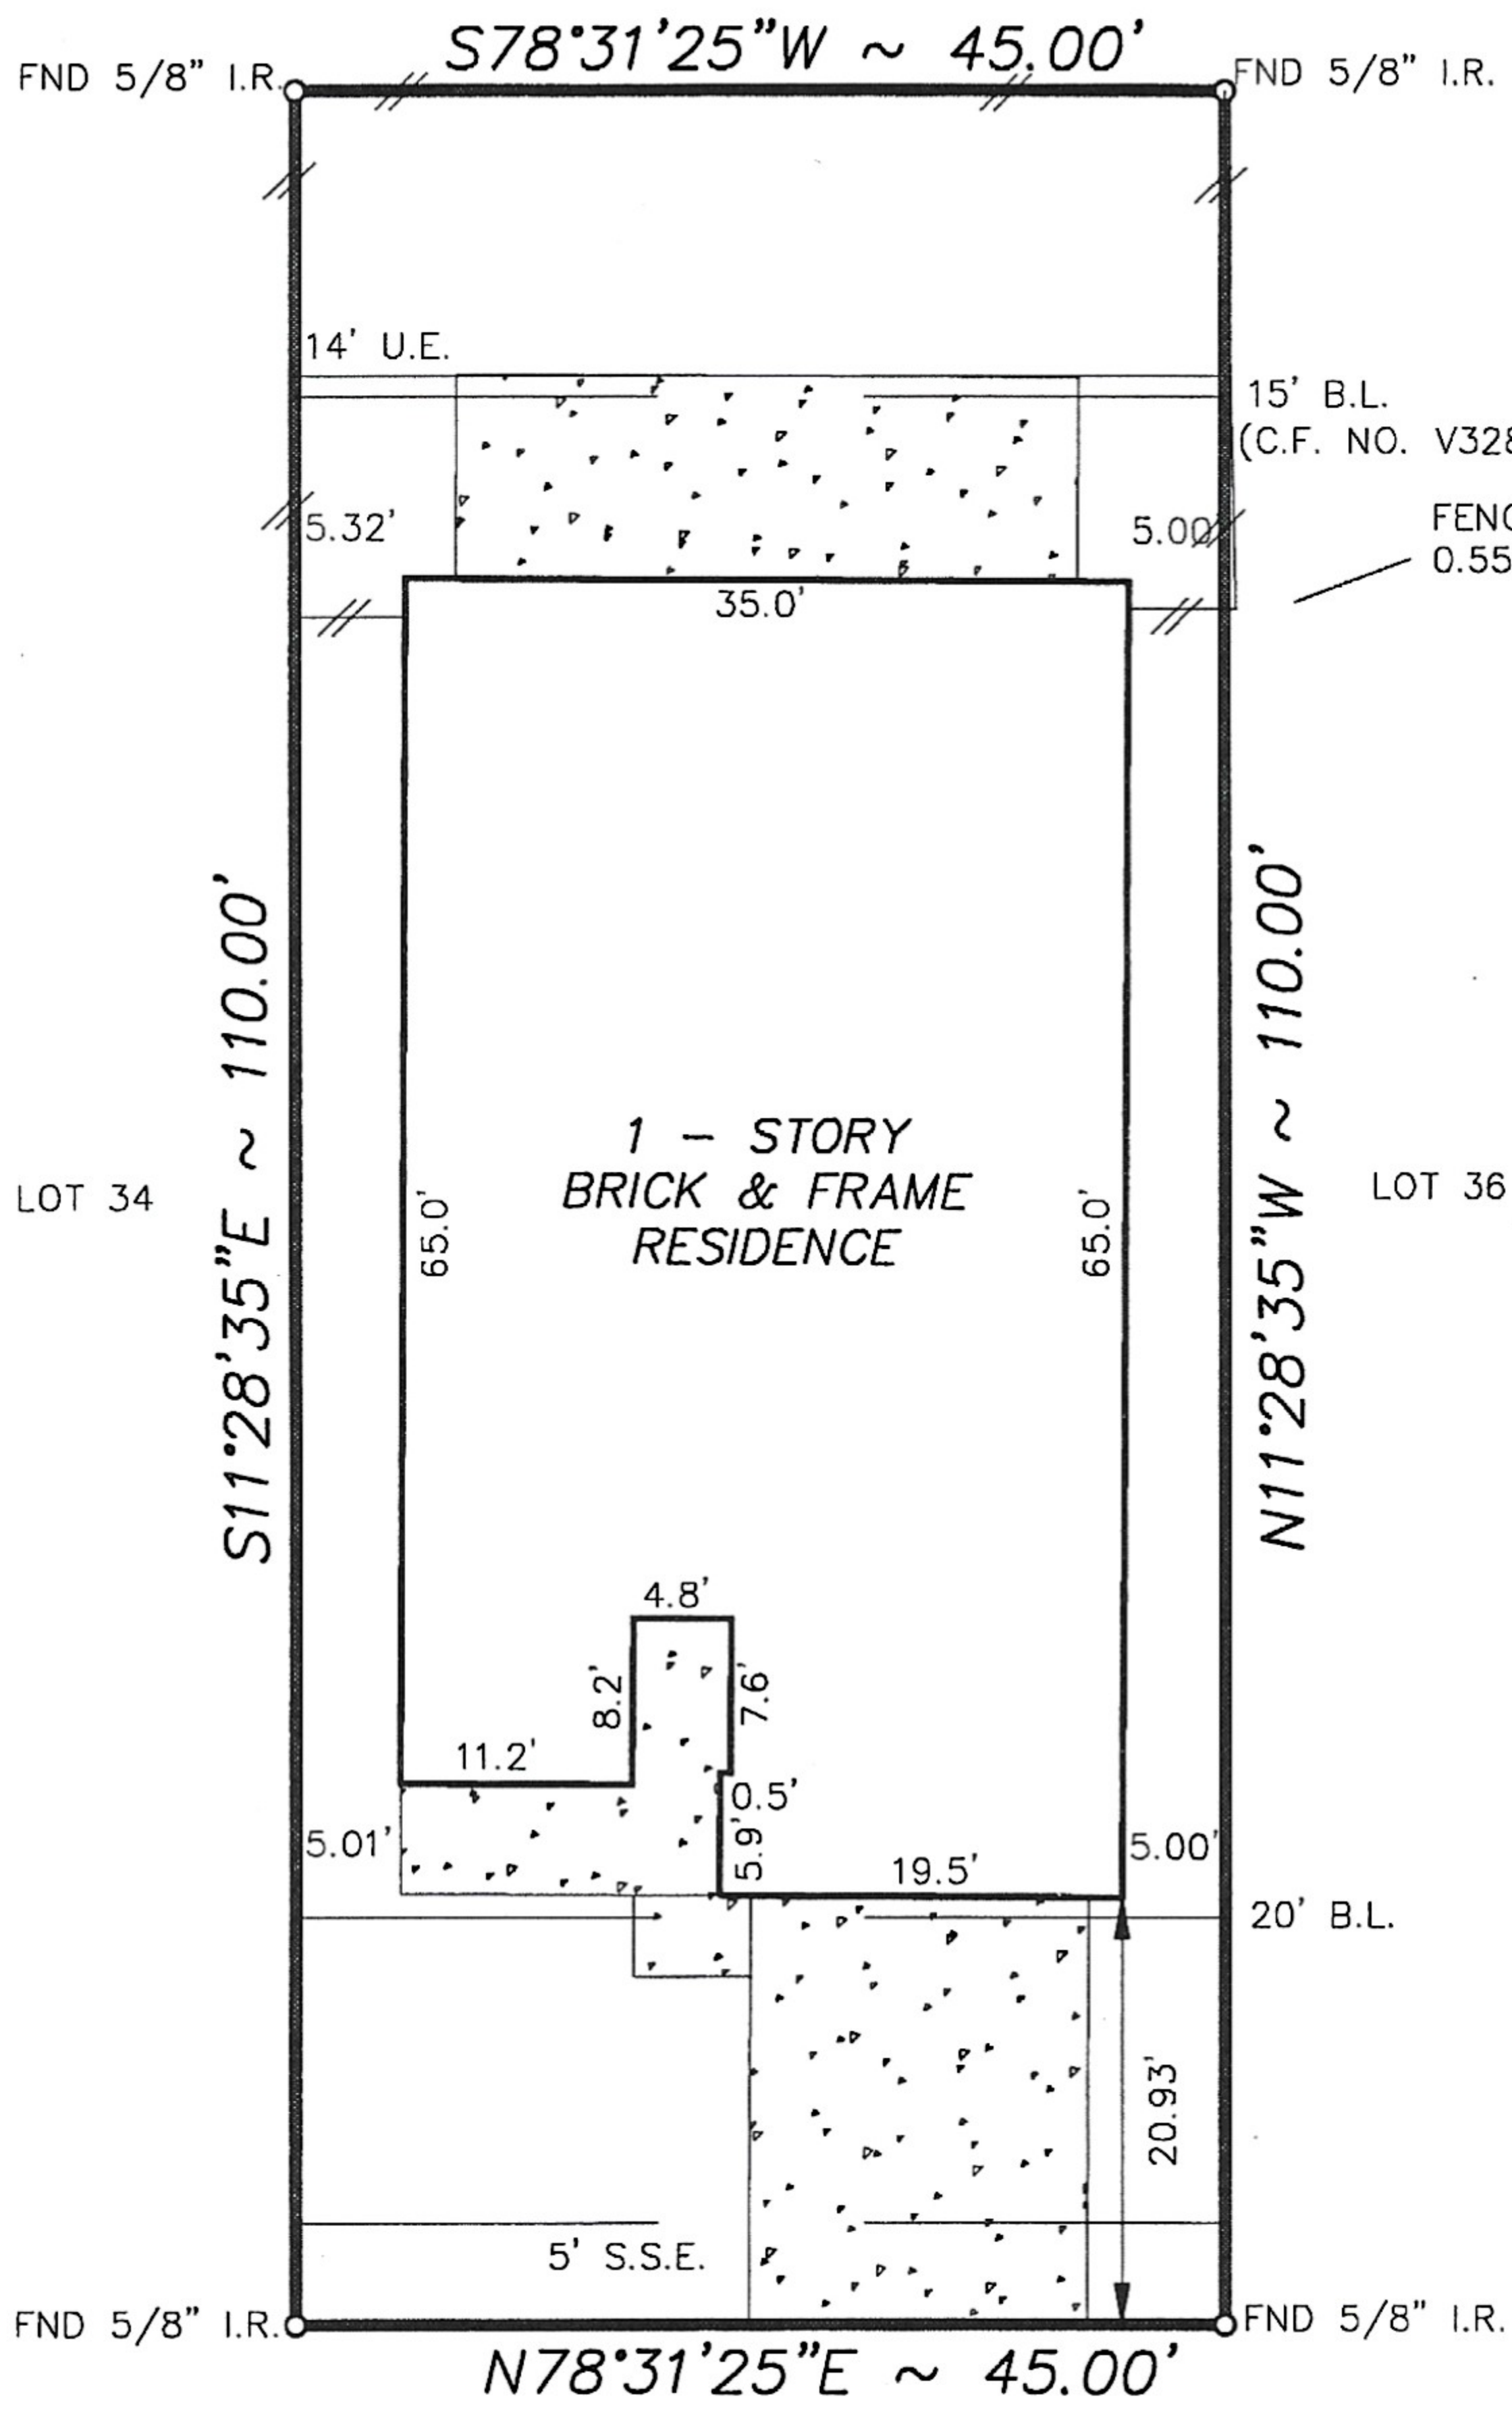 S78°31'25"W ~ 45.00'
FND 5/8" I.R.
FND 5/8" I.R.
14' U.E.
15' B.L.
(C.F. NO. V328
5.32'
5.00'
FENC
0.55
35.0'
S11°28'35"E ~ 110.00'
N11°28'35"W ~ 110.00'
1 – STORY
BRICK & FRAME
RESIDENCE
65.0'
65.0'
LOT 34
LOT 36
4.8'
8.2'
7.6'
11.2'
0.5'
5.9'
5.01'
19.5'
5.00'
20' B.L.
20.93'
5' S.S.E.
FND 5/8" I.R.
FND 5/8" I.R.
N78°31'25"E ~ 45.00'